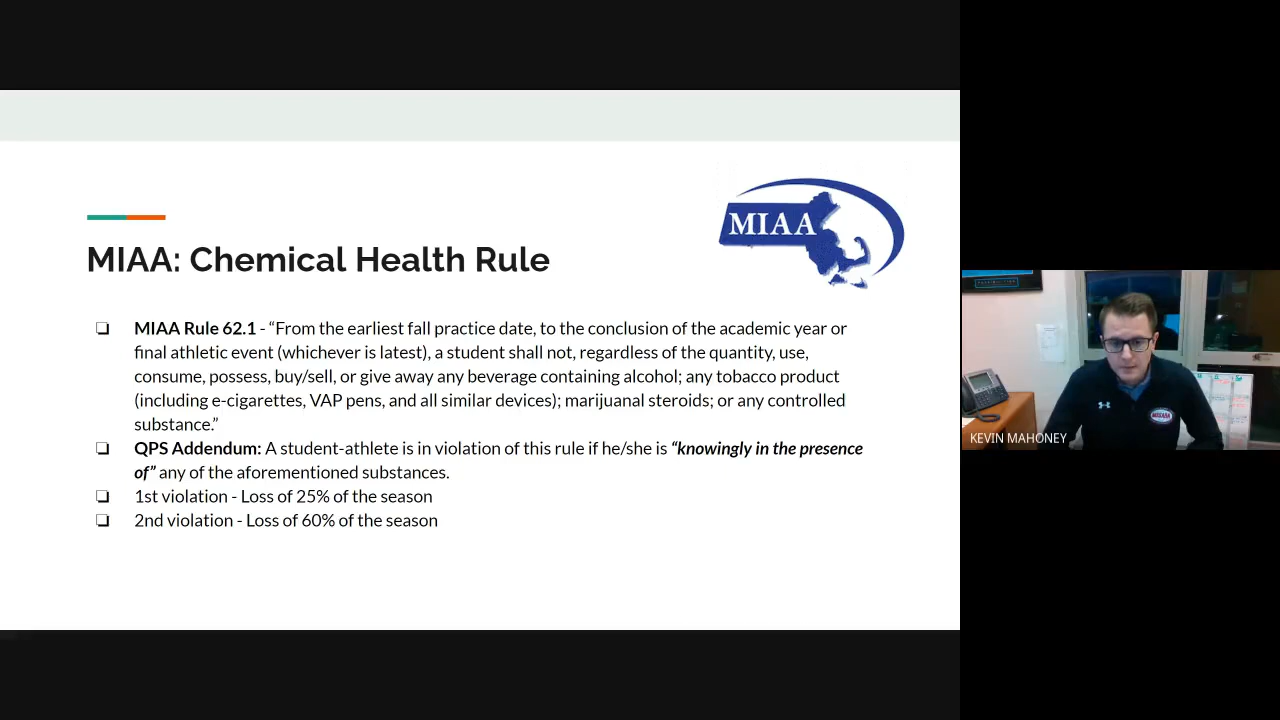 MIAA
MIAA: Chemical Health Rule
❏ MIAA Rule 62.1 - “From the earliest fall practice date, to the conclusion of the academic year or
final athletic event (whichever is latest), a student shall not, regardless of the quantity, use,
consume, possess, buy/sell, or give away any beverage containing alcohol; any tobacco product
(including e-cigarettes, VAP pens, and all similar devices); marijuanal steroids; or any controlled
substance.”
❏ QPS Addendum: A student-athlete is in violation of this rule if he/she is “knowingly in the presence
of” any of the aforementioned substances.
❏ 1st violation - Loss of 25% of the season
❏ 2nd violation - Loss of 60% of the season
KEVIN MAHONEY